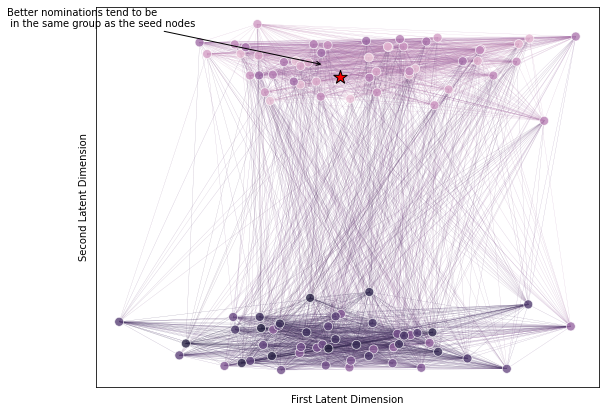 Better nominations tend to be
in the same group as the seed nodes
Second Latent Dimension
First Latent Dimension